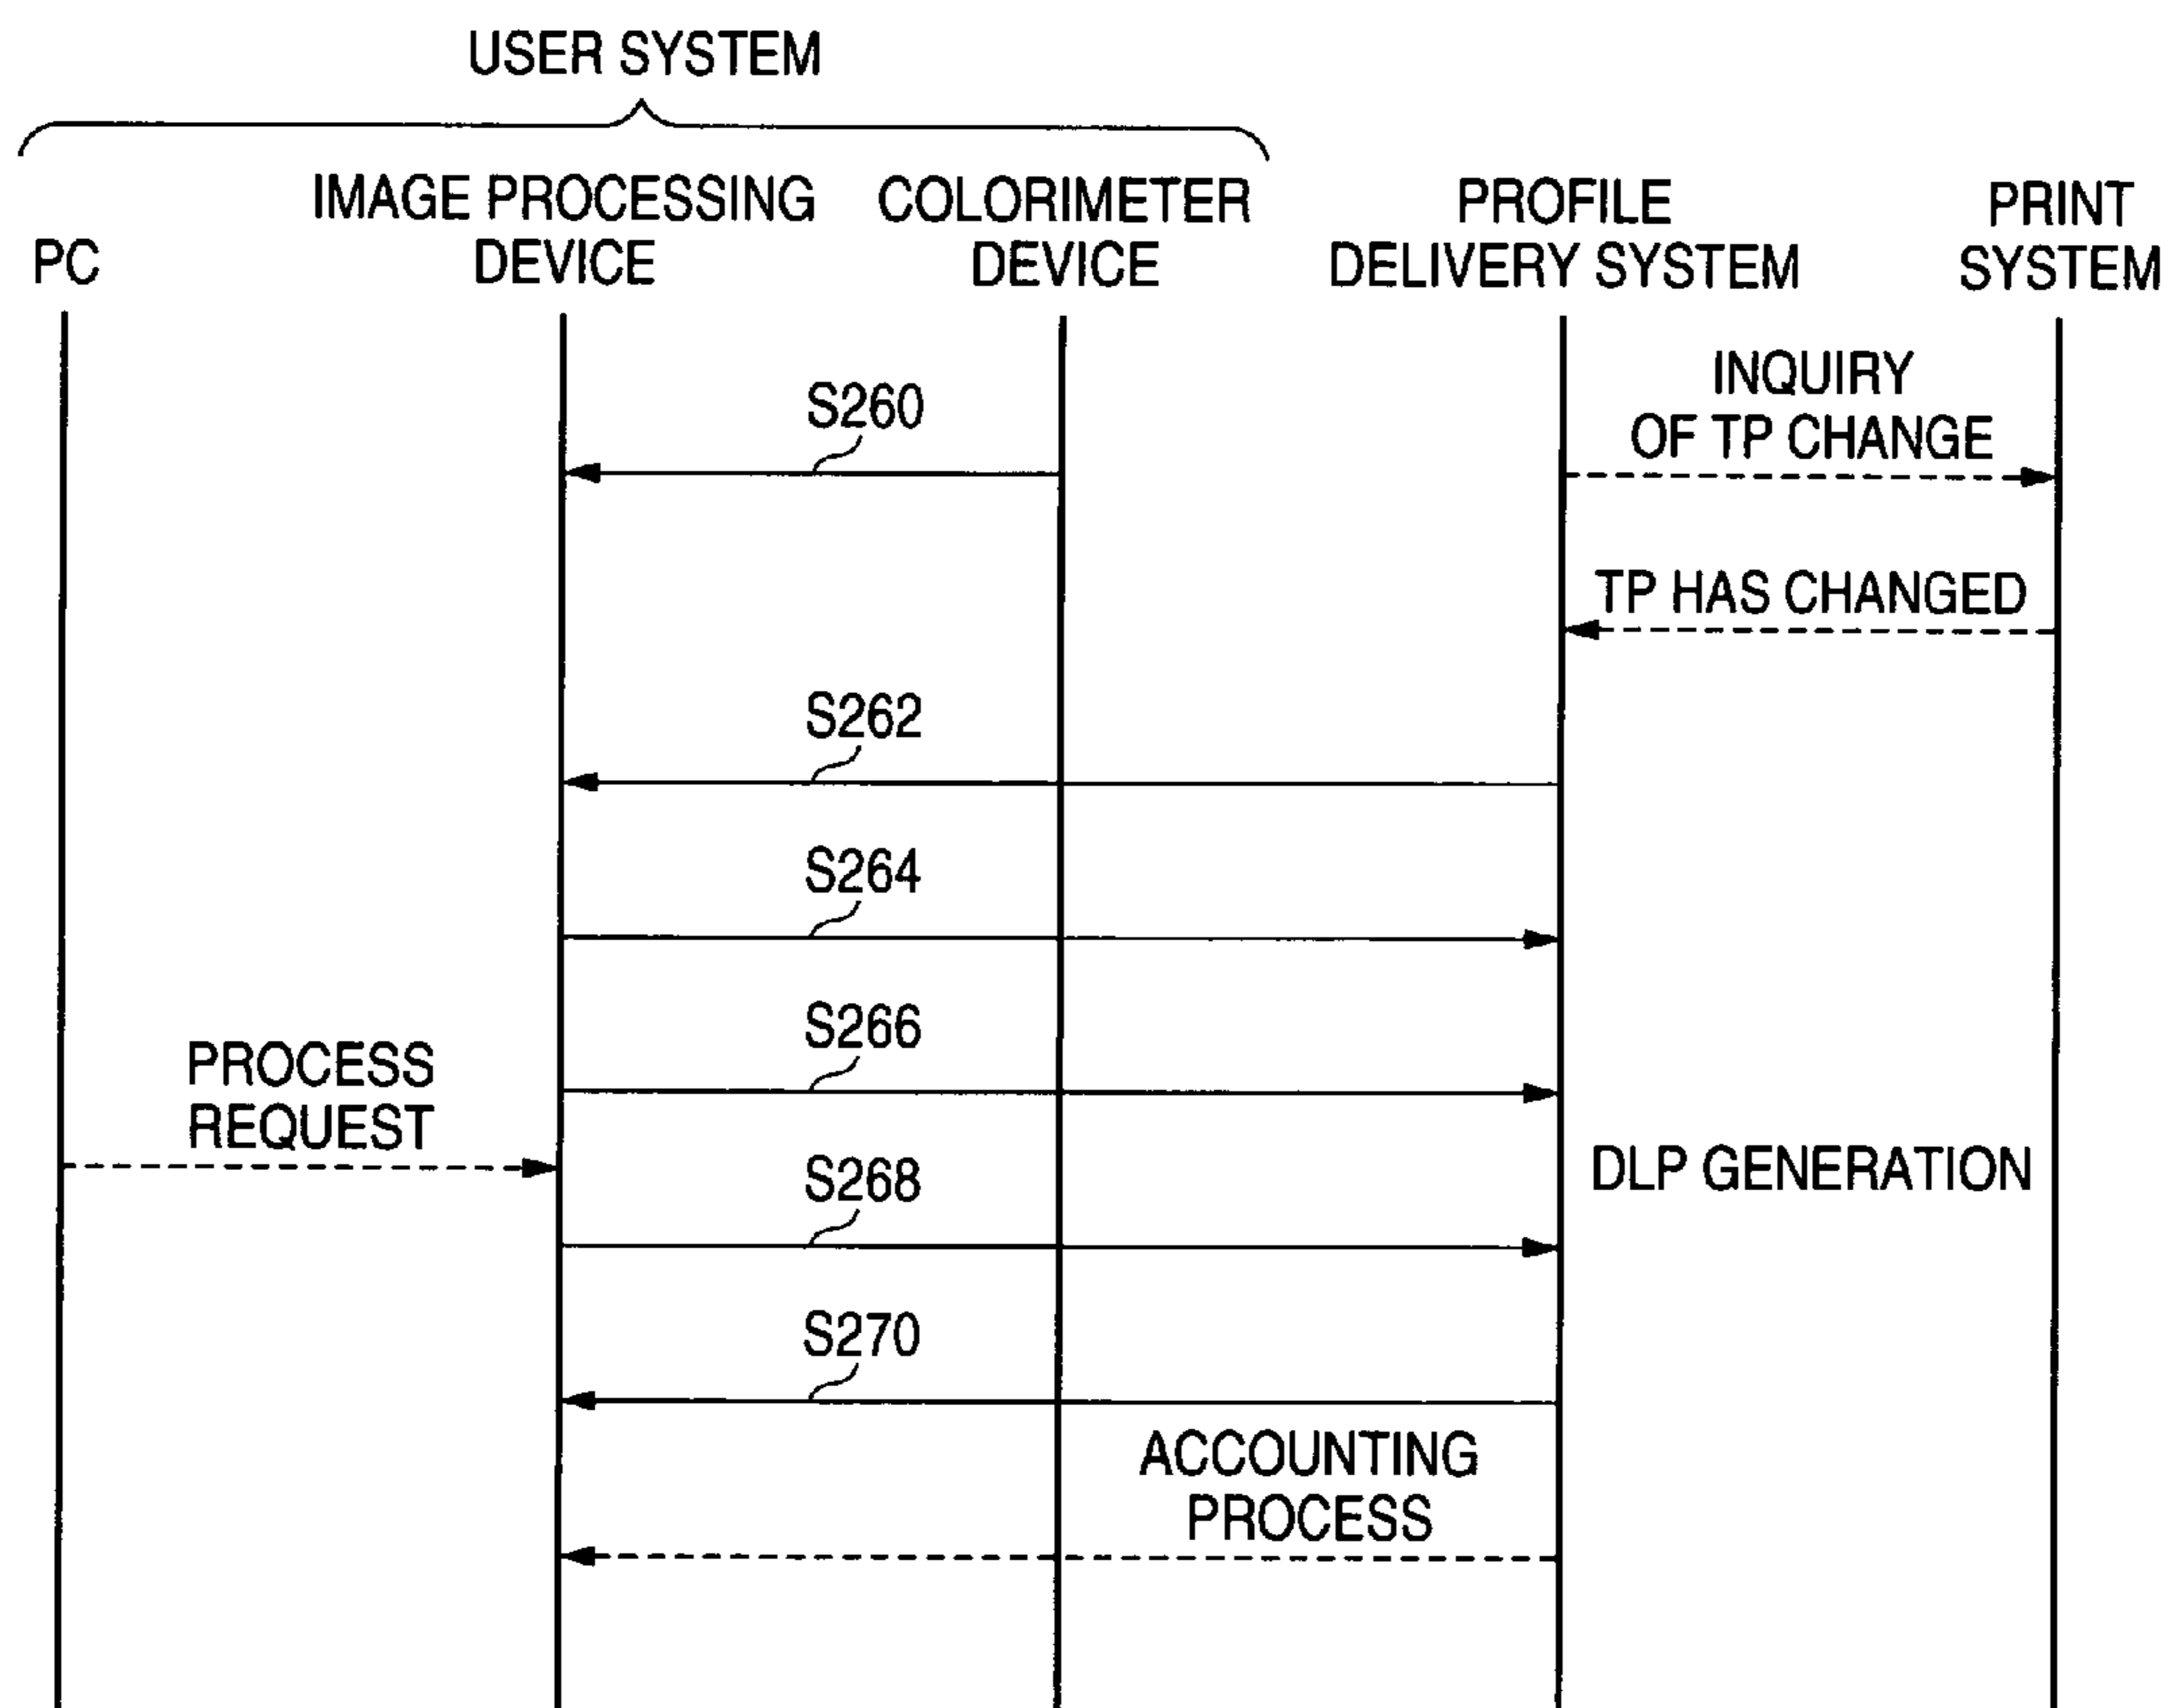 USER SYSTEM
PC
IMAGE PROCESSING
DEVICE
COLORIMETER
DEVICE
PROFILE
DELIVERY SYSTEM
PRINT
SYSTEM
S260
INQUIRY
OF TP CHANGE
TP HAS CHANGED
S262
S264
S266
PROCESS
REQUEST
S268
DLP GENERATION
S270
ACCOUNTING
PROCESS